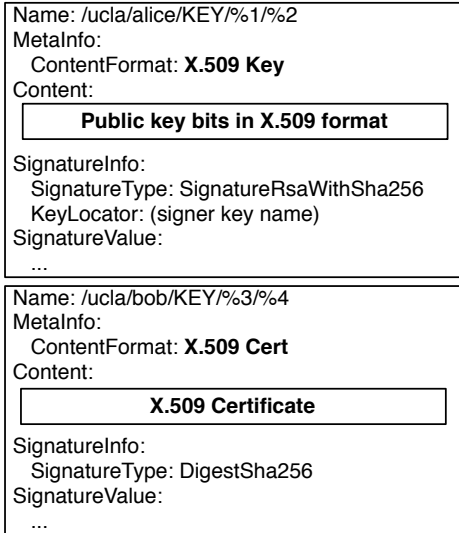 Name: /ucla/alice/KEY/%1/%2
MetaInfo:
ContentFormat: X.509 Key
Content:
Public key bits in X.509 format
SignatureInfo:
SignatureType: SignatureRsaWithSha256
KeyLocator: (signer key name)
SignatureValue:
...
Name: /ucla/bob/KEY/%3/%4
MetaInfo:
ContentFormat: X.509 Cert
Content:
X.509 Certificate
SignatureInfo:
SignatureType: DigestSha256
SignatureValue:
...